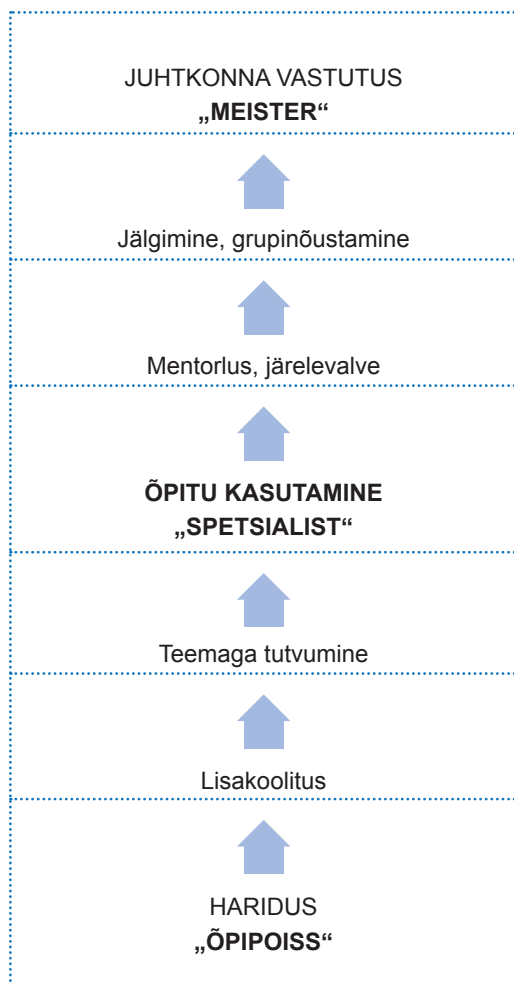 JUHTKONNA VASTUTUS
„MEISTER“
Jälgimine, grupinõustamine
Mentorlus, järelevalve
ÕPITU KASUTAMINE
„SPETSIALIST“
Teemaga tutvumine
Lisakoolitus
HARIDUS
„ÕPIPOISS“